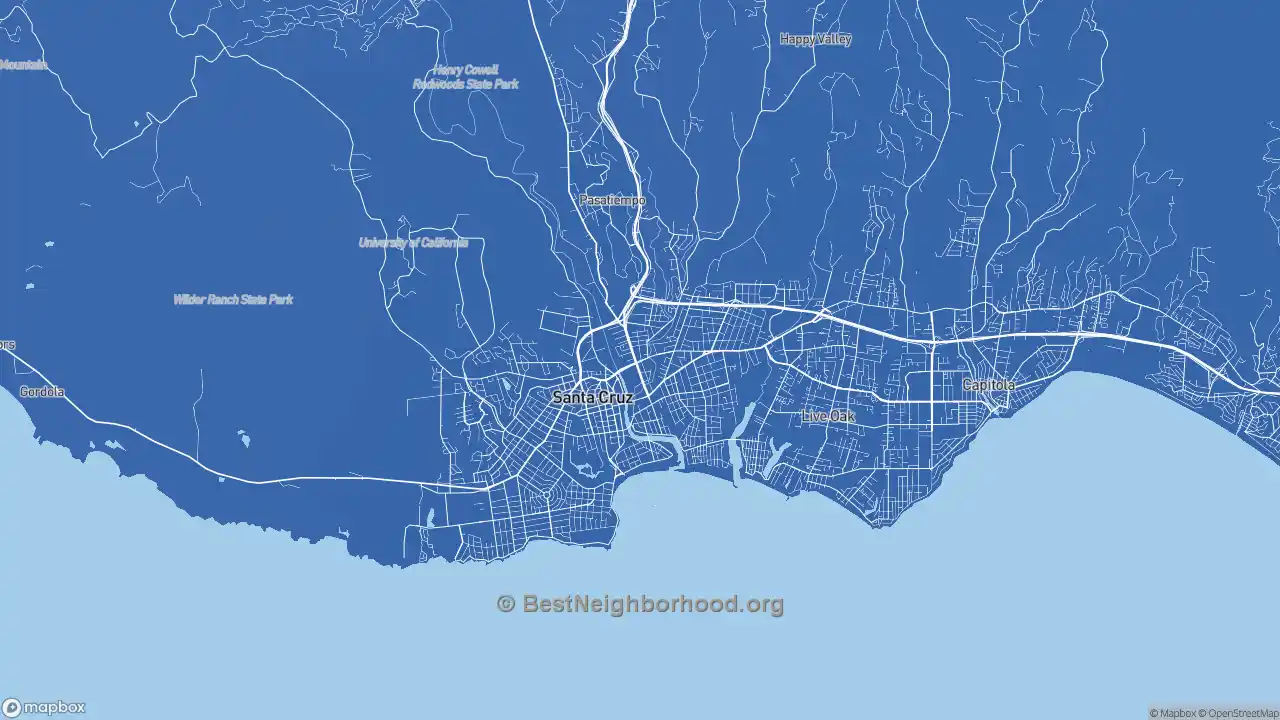 Happy Valley
Mountain
Henry Cowell
Redwoods State Park
Pasatiempo
University of California
Wilder Ranch State Park
ors
Gordola
Capitola
Santa Cruz
Live Oak
© BestNeighborhood.org
mapbox
© Mapbox © OpenStreetMap